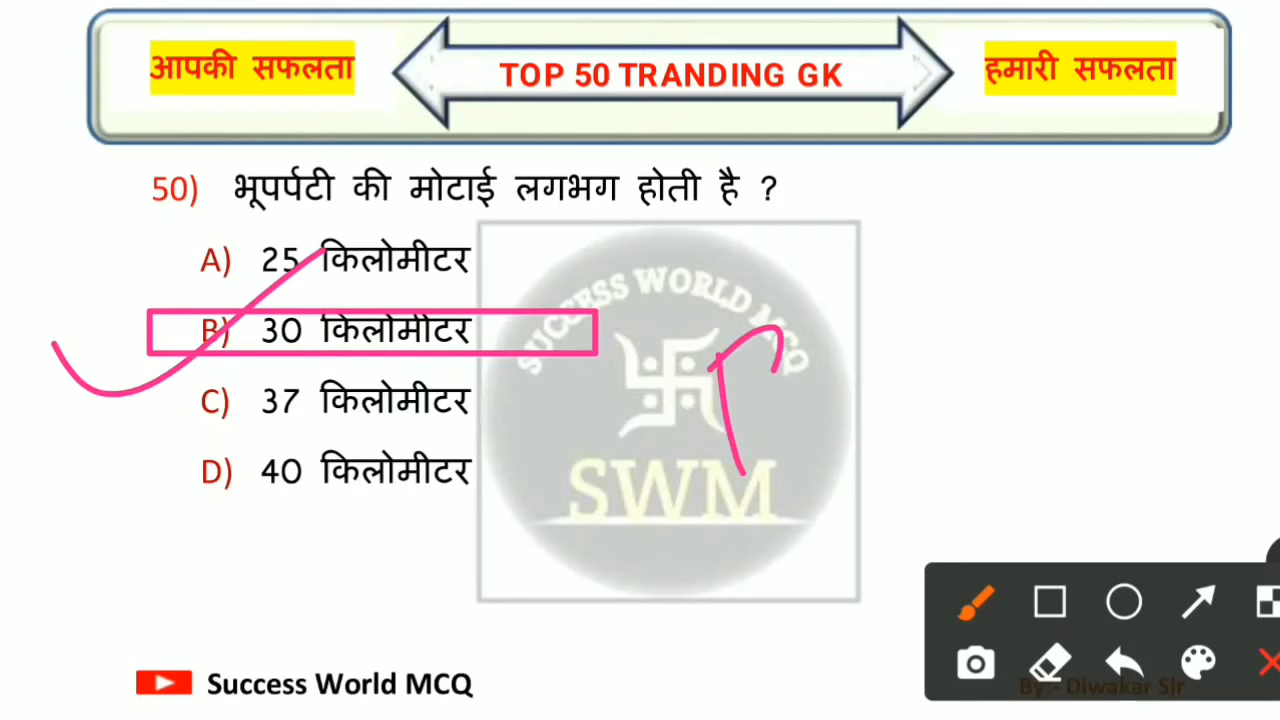 आपकी सफलता
TOP 50 TRANDING GK
हमारी सफलता
50) भूपर्पटी की मोटाई लगभग होती है ?
A) 25 किलोमीटर
B) 30 किलोमीटर
C) 37 किलोमीटर
D) 40 किलोमीटर
SUCCESS WORLD MCQ
SWM
Success World MCQ
By:- Diwakar Sir